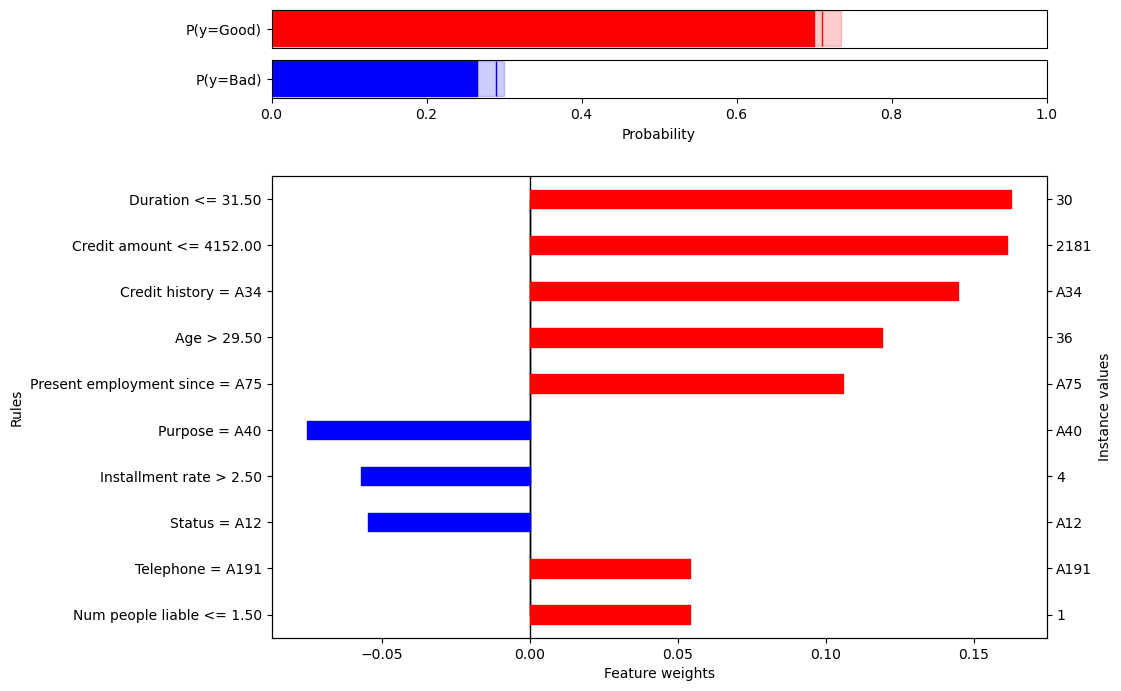 P(y=Good)
P(y=Bad)
0.0 0.2 0.4 0.6 0.8 1.0
Probability
Duration <= 31.50 30
Credit amount <= 4152.00 2181
Credit history = A34 A34
Age > 29.50 36
Present employment since = A75 A75
Rules
Instance values
Purpose = A40 A40
Installment rate > 2.50 4
Status = A12 A12
Telephone = A191 A191
Num people liable <= 1.50 1
−0.05 0.00 0.05 0.10 0.15
Feature weights